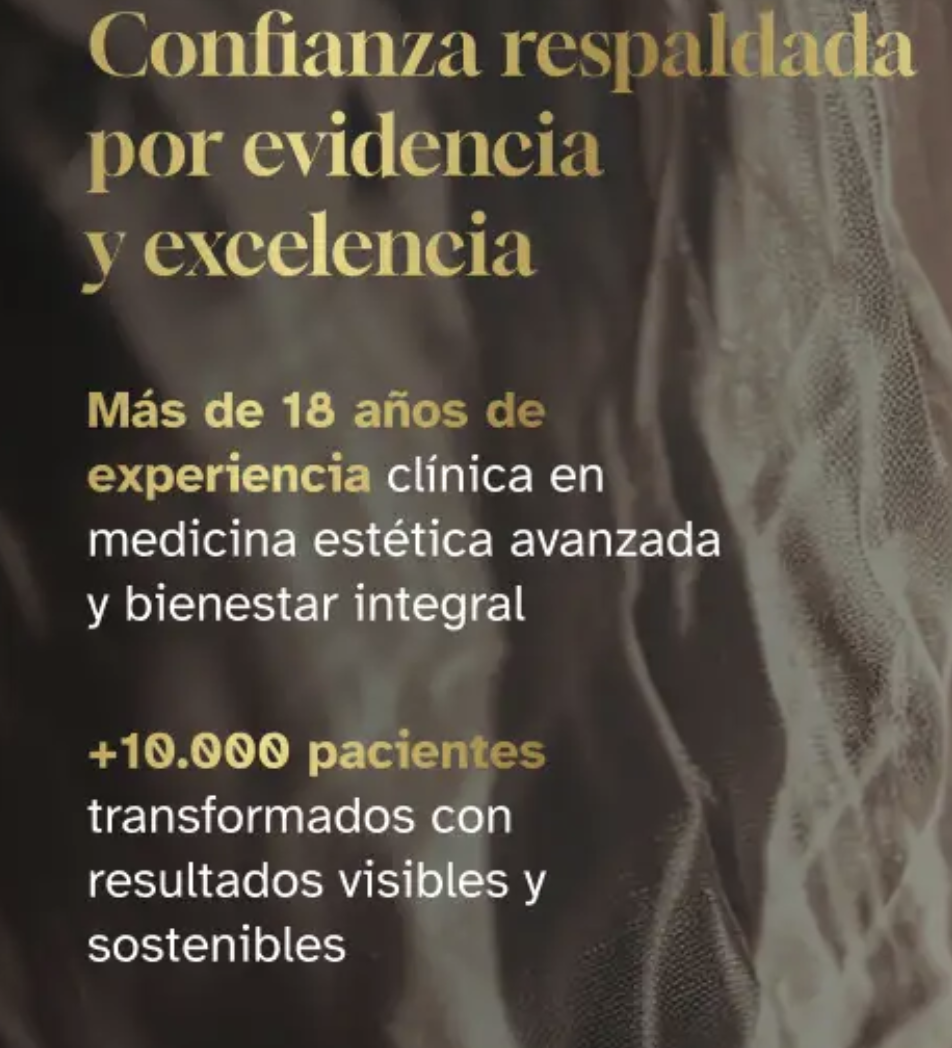 Confianza respaldada
por evidencia
y excelencia
Más de 18 años de
experiencia clínica en
medicina estética avanzada
y bienestar integral
+10.000 pacientes
transformados con
resultados visibles y
sostenibles